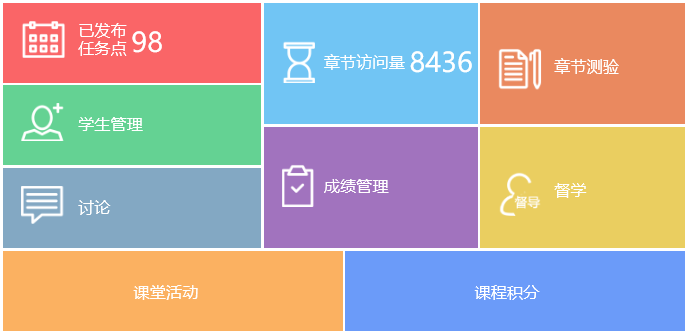 已发布
任务点 98
章节访问量 8436
章节测验
学生管理
成绩管理
督导
督学
讨论
课堂活动
课程积分